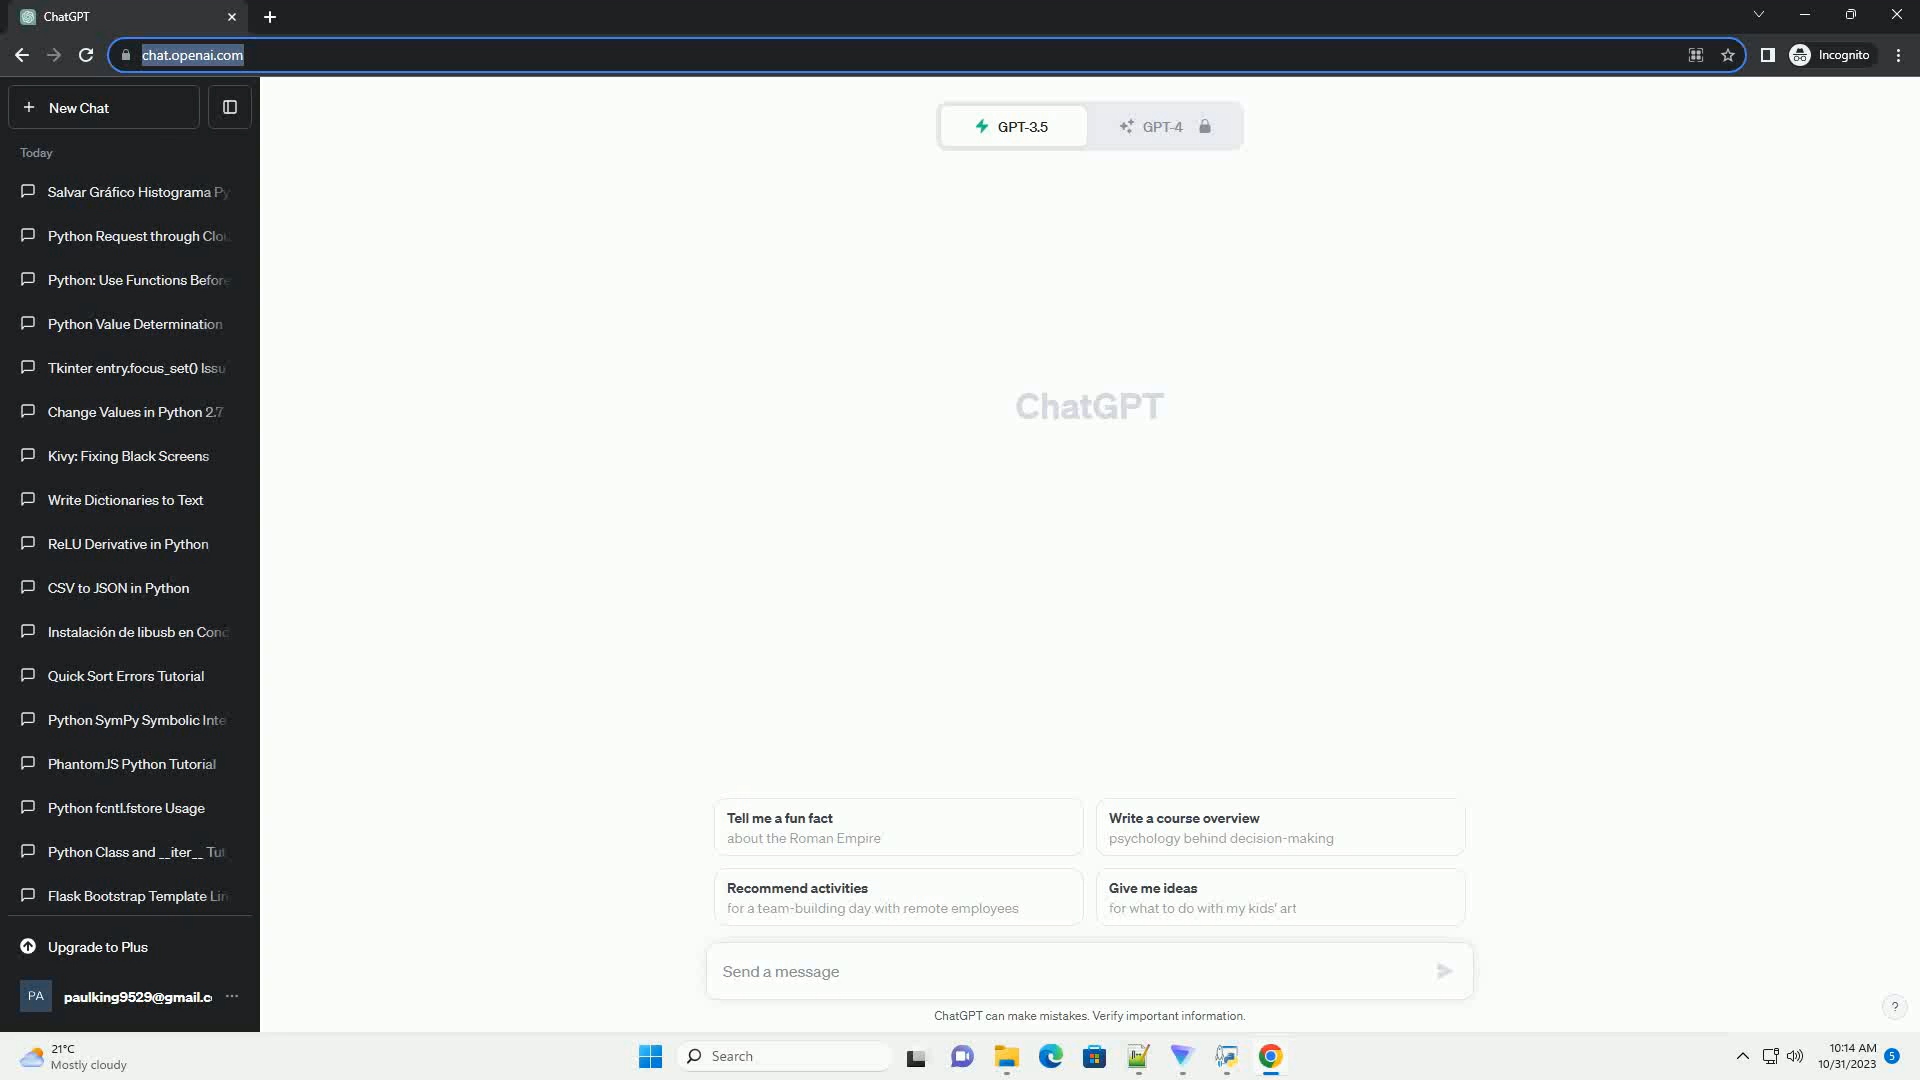 ChatGPT
chat.openai.com
Incognito
New Chat
Today
Salvar Gráfico Histograma Py
Python Request through Clou
Python: Use Functions Before
Python Value Determination
Tkinter entry.focus_set() Issu
Change Values in Python 2.7
Kivy: Fixing Black Screens
Write Dictionaries to Text
ReLU Derivative in Python
CSV to JSON in Python
Instalación de libusb en Conc
Quick Sort Errors Tutorial
Python SymPy Symbolic Inte
PhantomJS Python Tutorial
Python fcntl.fstore Usage
Python Class and __iter__ Tut
Flask Bootstrap Template Lin
Upgrade to Plus
PA
paulking9529@gmail.c
GPT-3.5
GPT-4
ChatGPT
Tell me a fun fact
about the Roman Empire
Write a course overview
psychology behind decision-making
Recommend activities
for a team-building day with remote employees
Give me ideas
for what to do with my kids' art
Send a message
ChatGPT can make mistakes. Verify important information.
?
21°C
Mostly cloudy
Search
10:14 AM
10/31/2023
5